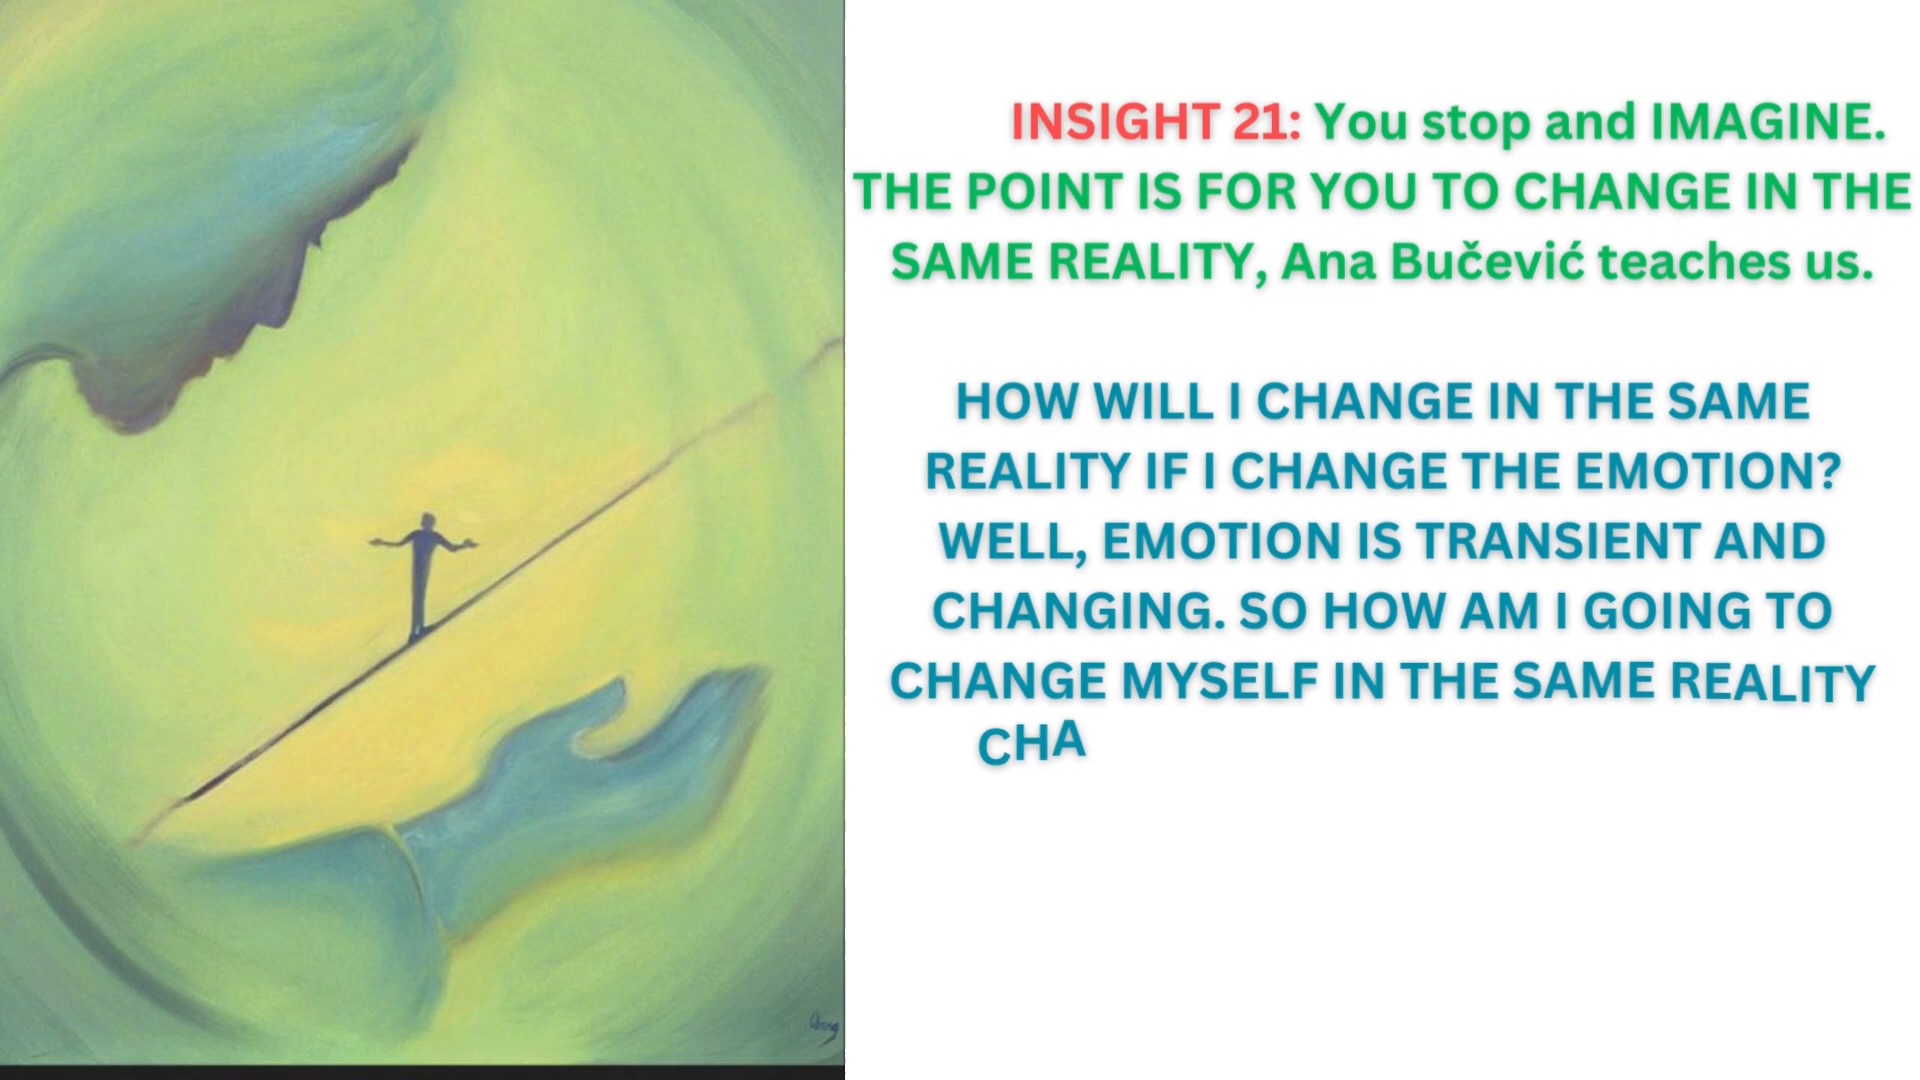 INSIGHT 21: You stop and IMAGINE.
THE POINT IS FOR YOU TO CHANGE IN THE
SAME REALITY, Ana Bučević teaches us.
HOW WILL I CHANGE IN THE SAME
REALITY IF I CHANGE THE EMOTION?
WELL, EMOTION IS TRANSIENT AND
CHANGING. SO HOW AM I GOING TO
CHANGE MYSELF IN THE SAME REALITY
CHA